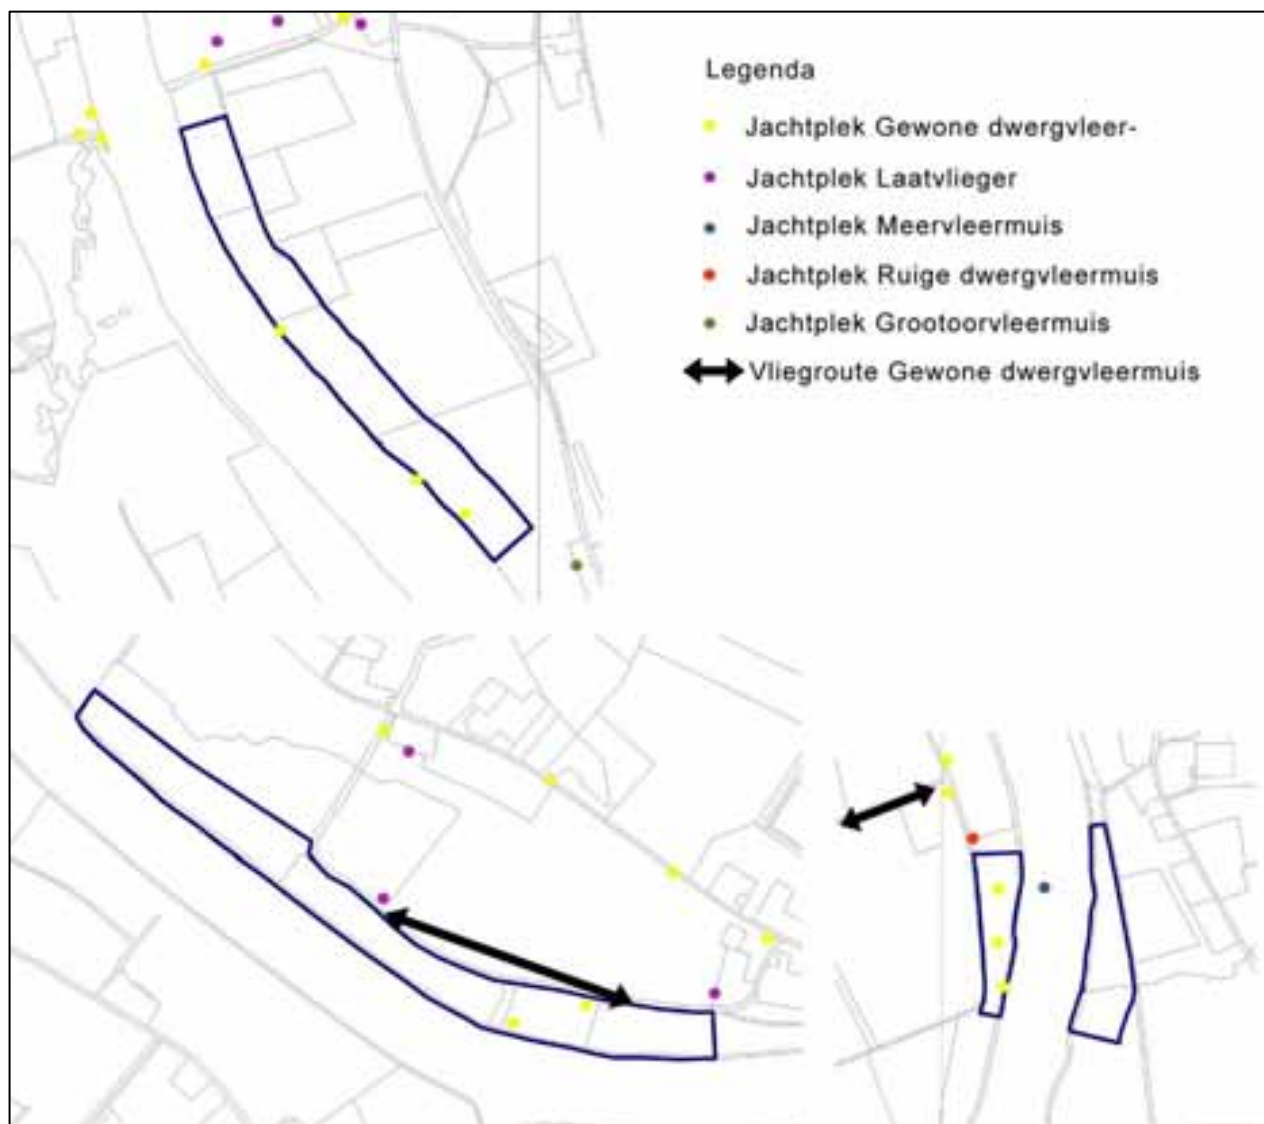 Legenda
Jachtplek Gewone dwergvleer-
Jachtplek Laatvlieger
Jachtplek Meervleermuis
Jachtplek Ruige dwergvleermuis
Jachtplek Grootoorvleermuis
Vliegroute Gewone dwergvleermuis